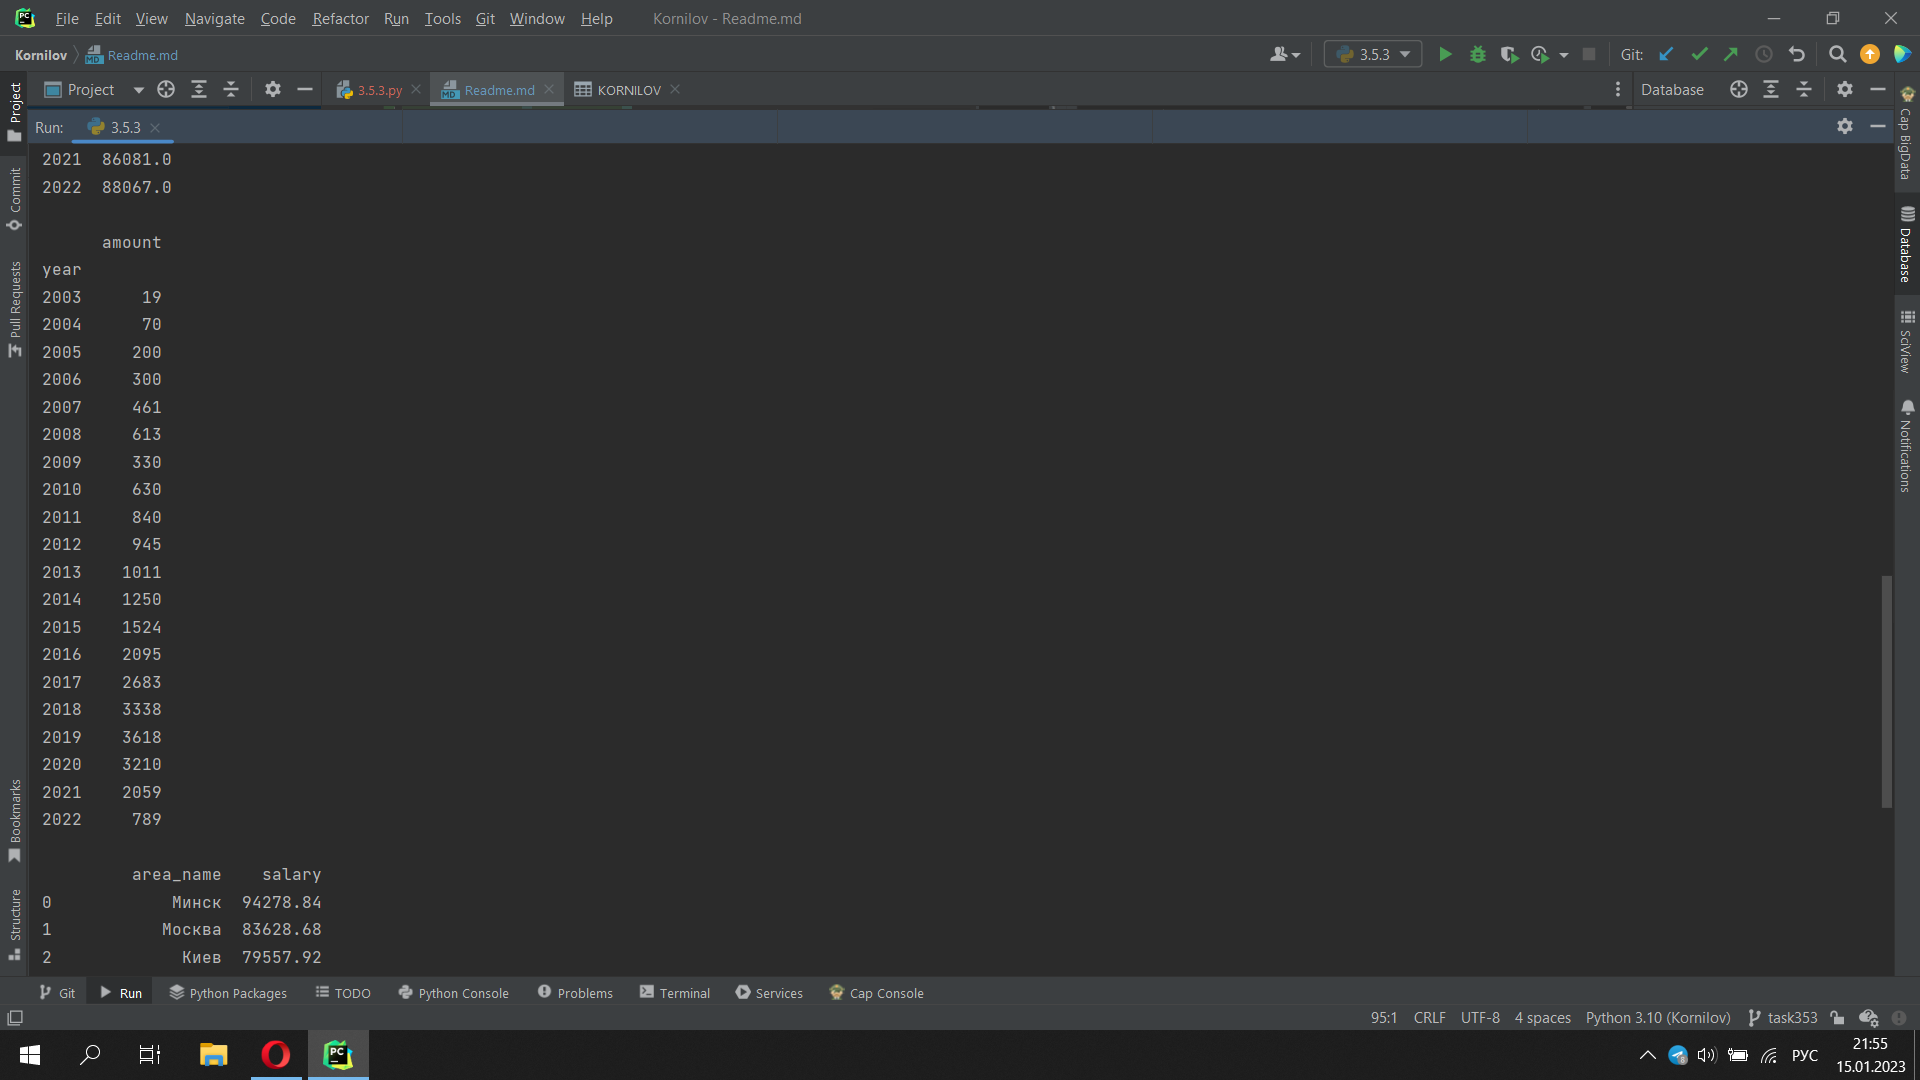 File Edit View Navigate Code Refactor Run Tools Git Window Help Kornilov - Readme.md
Kornilov Readme.md 3.5.3 Git:
Project 3.5.3.py Readme.md KORNILOV Database
Run: 3.5.3
2021 86081.0
2022 88067.0
amount
year
2003 19
2004 70
2005 200
2006 300
2007 461
2008 613
2009 330
2010 630
2011 840
2012 945
2013 1011
2014 1250
2015 1524
2016 2095
2017 2683
2018 3338
2019 3618
2020 3210
2021 2059
2022 789
area_name salary
0 Минск 94278.84
1 Москва 83628.68
2 Киев 79557.92
Project
Commit
Pull Requests
Bookmarks
Structure
Cap BigData
Database
SciView
Notifications
Git Run Python Packages TODO Python Console Problems Terminal Services Cap Console
95:1 CRLF UTF-8 4 spaces Python 3.10 (Kornilov) task353
РУС
21:55
15.01.2023